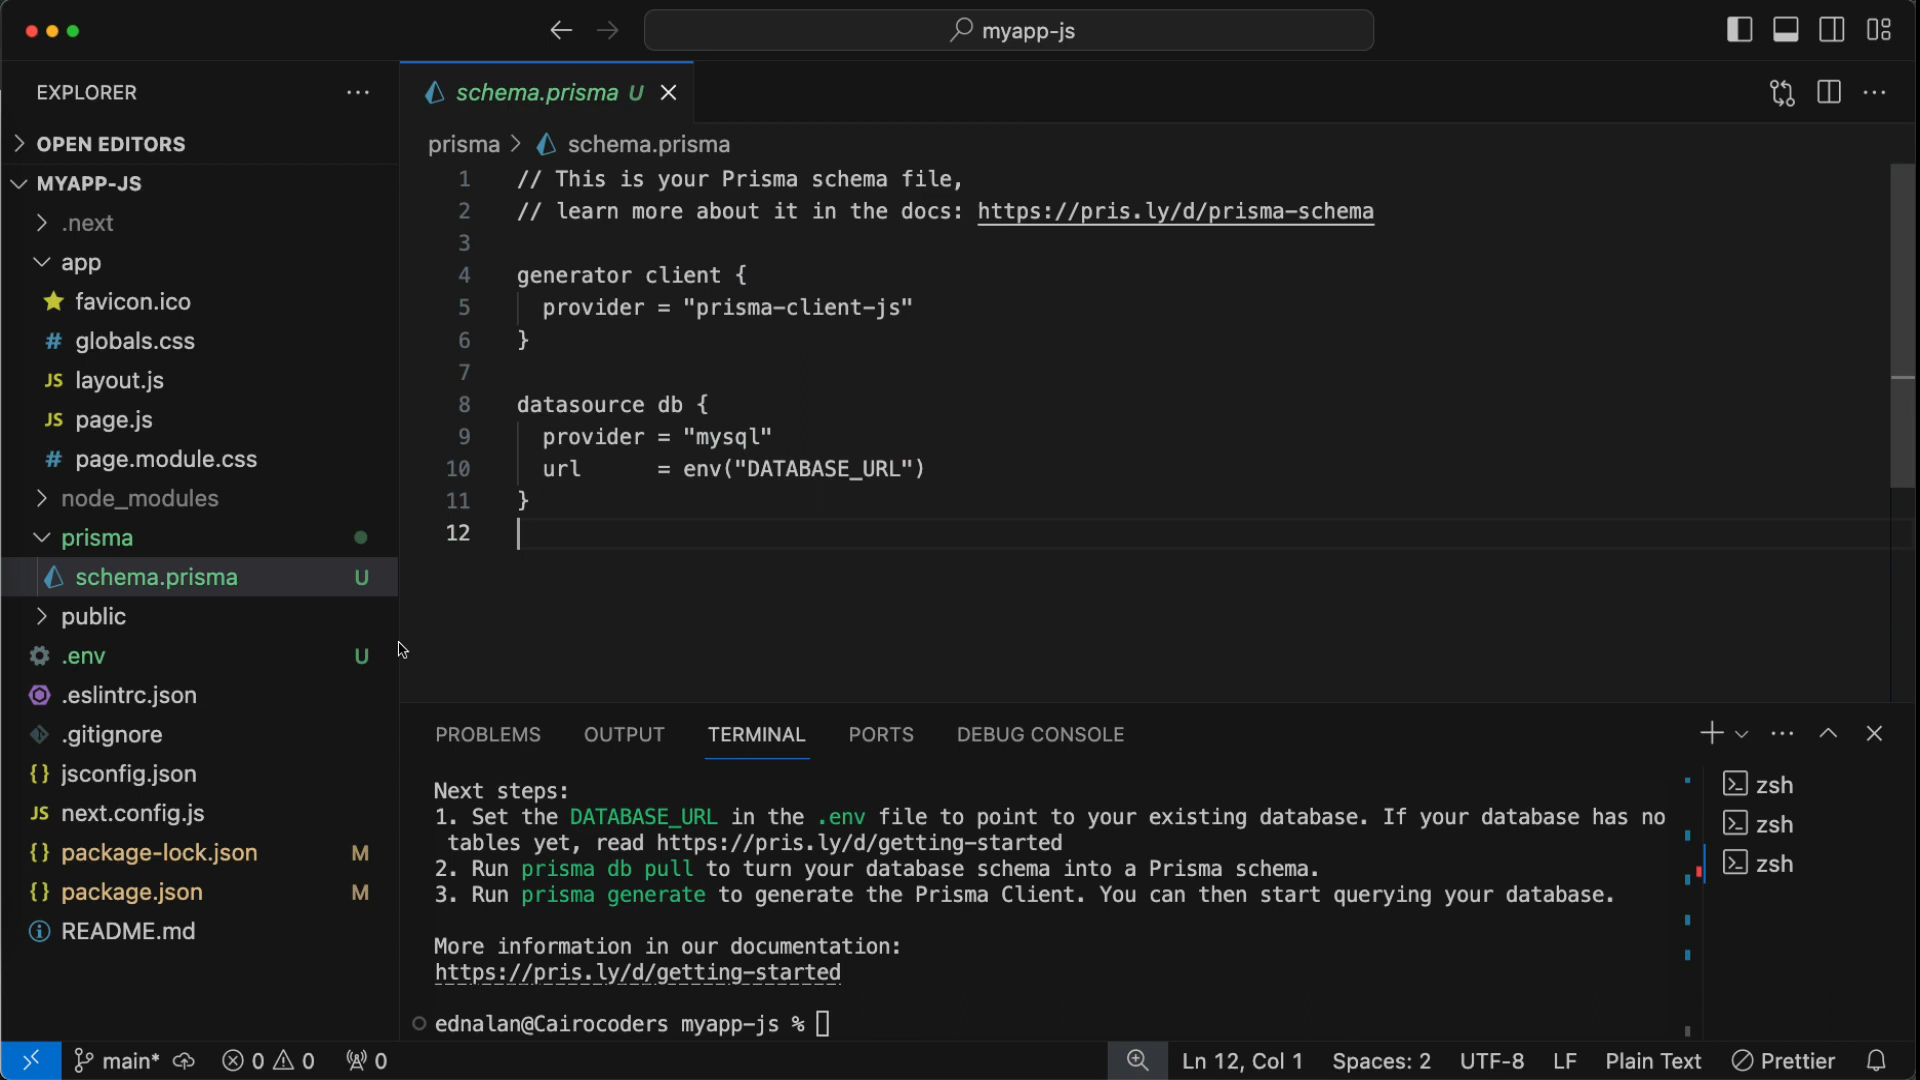 myapp-js
EXPLORER
OPEN EDITORS
MYAPP-JS
.next
app
favicon.ico
# globals.css
JS layout.js
JS page.js
# page.module.css
node_modules
prisma
schema.prisma U
public
.env U
.eslintrc.json
.gitignore
{} jsconfig.json
JS next.config.js
{} package-lock.json M
{} package.json M
README.md
schema.prisma U
prisma > schema.prisma
1 // This is your Prisma schema file,
2 // learn more about it in the docs: https://pris.ly/d/prisma-schema
3
4 generator client {
5 provider = "prisma-client-js"
6 }
7
8 datasource db {
9 provider = "mysql"
10 url = env("DATABASE_URL")
11 }
12
PROBLEMS OUTPUT TERMINAL PORTS DEBUG CONSOLE
Next steps:
1. Set the DATABASE_URL in the .env file to point to your existing database. If your database has no
tables yet, read https://pris.ly/d/getting-started
2. Run prisma db pull to turn your database schema into a Prisma schema.
3. Run prisma generate to generate the Prisma Client. You can then start querying your database.
More information in our documentation:
https://pris.ly/d/getting-started
ednalan@Cairocoders myapp-js %
zsh
zsh
zsh
main* 0 0 0 Ln 12, Col 1 Spaces: 2 UTF-8 LF Plain Text Prettier